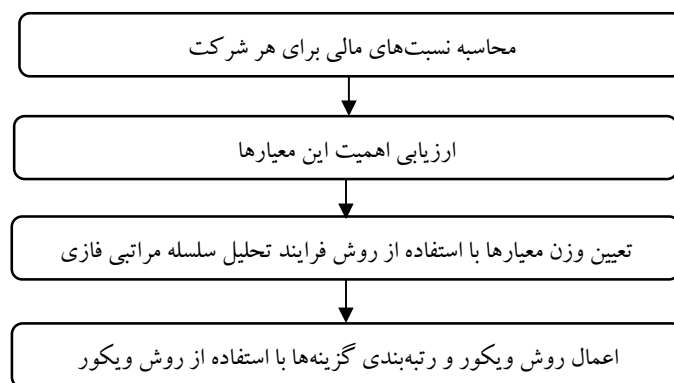 محاسبه نسبت‌های مالی برای هر شرکت
ارزیابی اهمیت این معیارها
تعیین وزن معیارها با استفاده از روش فرایند تحلیل سلسله مراتبی فازی
اعمال روش ویکور و رتبه‌بندی گزینه‌ها با استفاده از روش ویکور